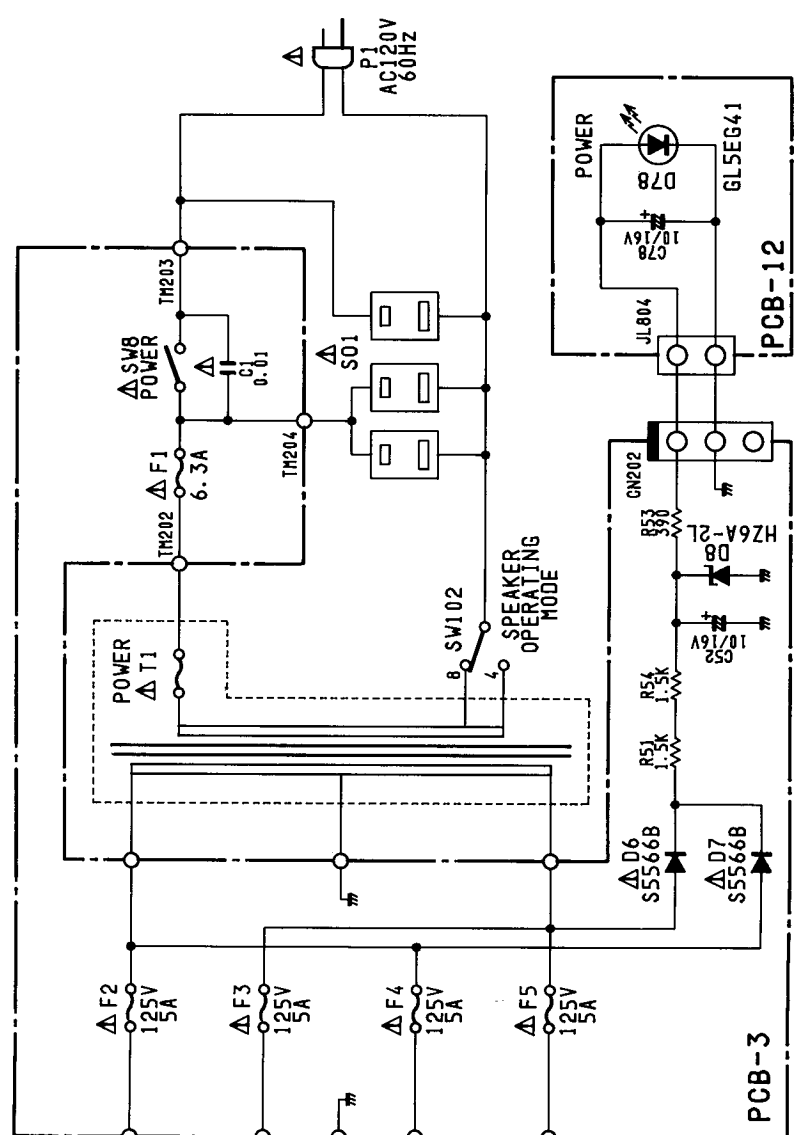 P1
AC120V
60Hz
POWER
D78
GL5EG41
+
C78
10/16V
JL804
PCB-12
TM203
SW8
POWER
C1
0.01
SO1
TM204
F1
6.3A
TM202
CN202
R53
390
HZ6A-2L
D8
+
C52
10/16V
R54
1.5K
R51
1.5K
SW102
8
4
SPEAKER
OPERATING
MODE
POWER
T1
D6
S5566B
D7
S5566B
F2
125V
5A
F3
125V
5A
F4
125V
5A
F5
125V
5A
PCB-3